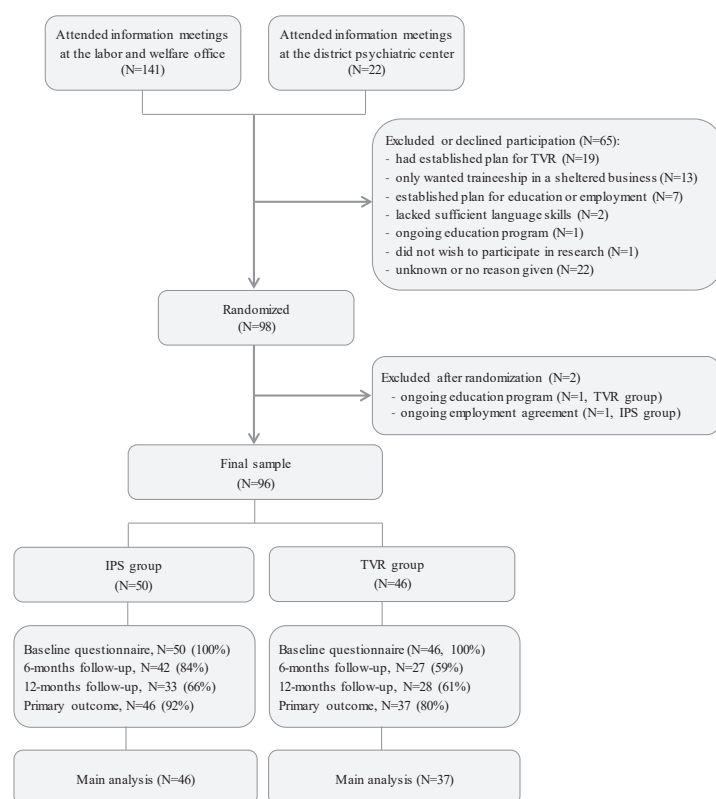 Attended information meetings
at the labor and welfare office
(N=141)
Attended information meetings
at the district psychiatric center
(N=22)
Excluded or declined participation (N=65):
- had established plan for TVR (N=19)
- only wanted traineeship in a sheltered business (N=13)
- established plan for education or employment (N=7)
- lacked sufficient language skills (N=2)
- ongoing education program (N=1)
- did not wish to participate in research (N=1)
- unknown or no reason given (N=22)
Randomized
(N=98)
Excluded after randomization (N=2)
- ongoing education program (N=1, TVR group)
- ongoing employment agreement (N=1, IPS group)
Final sample
(N=96)
IPS group
(N=50)
TVR group
(N=46)
Baseline questionnaire, N=50 (100%)
6-months follow-up, N=42 (84%)
12-months follow-up, N=33 (66%)
Primary outcome, N=46 (92%)
Baseline questionnaire (N=46, 100%)
6-months follow-up, N=27 (59%)
12-months follow-up, N=28 (61%)
Primary outcome, N=37 (80%)
Main analysis (N=46)
Main analysis (N=37)